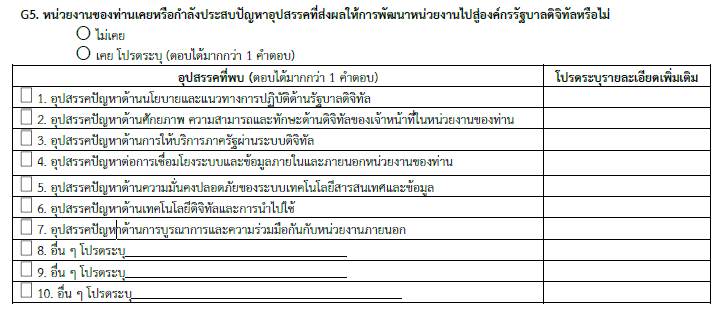 G5. หน่วยงานของท่านเคยหรือกำลังประสบปัญหาอุปสรรคที่ส่งผลให้การพัฒนาหน่วยงานไปสู่องค์กรรัฐบาลดิจิทัลหรือไม่
ไม่เคย
เคย โปรดระบุ (ตอบได้มากกว่า 1 คำตอบ)
อุปสรรคที่พบ (ตอบได้มากกว่า 1 คำตอบ) โปรดระบุรายละเอียดเพิ่มเติม
1. อุปสรรคปัญหาด้านนโยบายและแนวทางการปฏิบัติด้านรัฐบาลดิจิทัล
2. อุปสรรคปัญหาด้านศักยภาพ ความสามารถและทักษะด้านดิจิทัลของเจ้าหน้าที่ในหน่วยงานของท่าน
3. อุปสรรคปัญหาด้านการให้บริการภาครัฐผ่านระบบดิจิทัล
4. อุปสรรคปัญหาต่อการเชื่อมโยงระบบและข้อมูลภายในและภายนอกหน่วยงานของท่าน
5. อุปสรรคปัญหาด้านความมั่นคงปลอดภัยของระบบเทคโนโลยีสารสนเทศและข้อมูล
6. อุปสรรคปัญหาด้านเทคโนโลยีดิจิทัลและการนำไปใช้
7. อุปสรรคปัญหาด้านการบูรณาการและความร่วมมือกันกับหน่วยงานภายนอก
8. อื่น ๆ โปรดระบุ
9. อื่น ๆ โปรดระบุ
10. อื่น ๆ โปรดระบุ